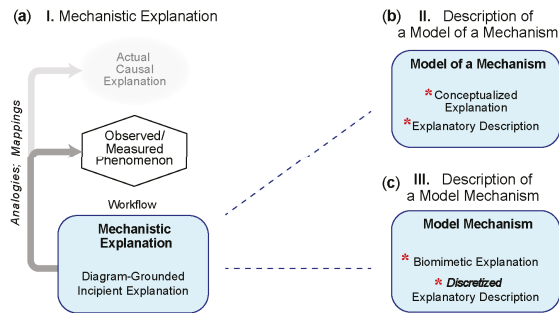 (a) I. Mechanistic Explanation
Actual
Causal
Explanation
Analogies; Mappings
Observed/
Measured
Phenomenon
Workflow
Mechanistic
Explanation
Diagram-Grounded
Incipient Explanation
(b) II. Description of
a Model of a Mechanism
Model of a Mechanism
* Conceptualized
Explanation
* Explanatory Description
(c) III. Description of
a Model Mechanism
Model Mechanism
* Biomimetic Explanation
* Discretized
Explanatory Description